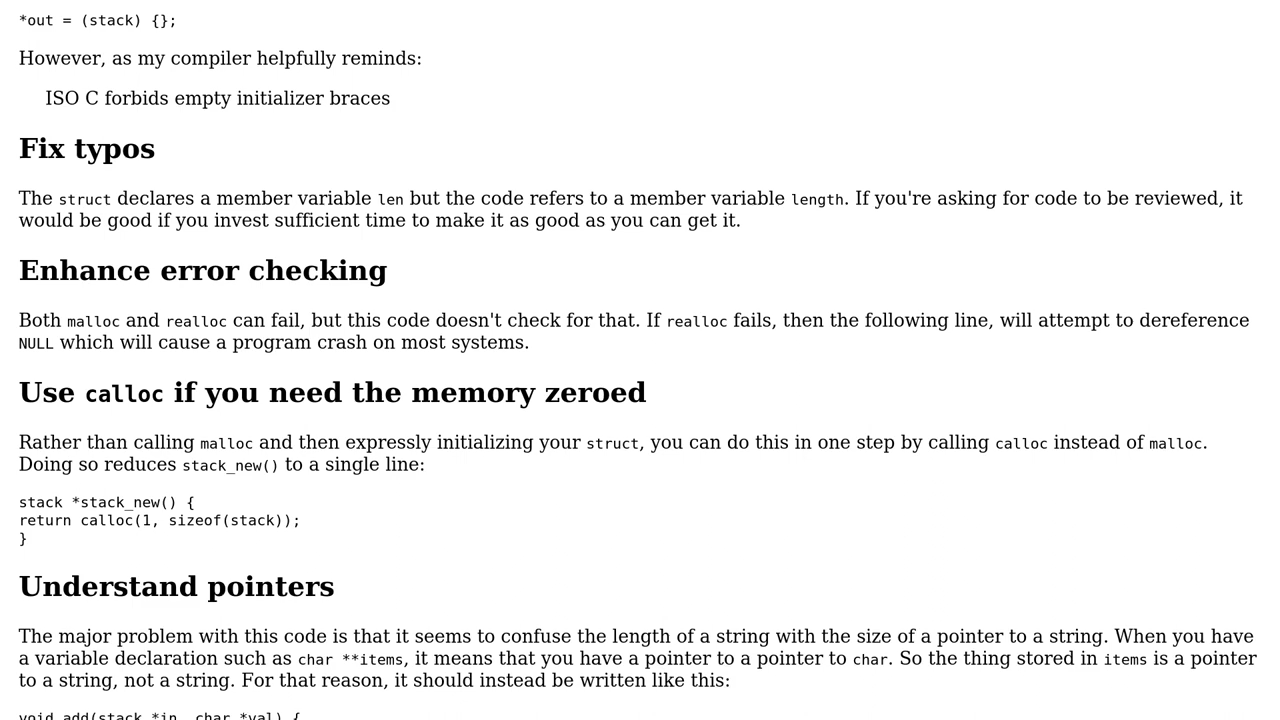 *out = (stack) {};
However, as my compiler helpfully reminds:
ISO C forbids empty initializer braces
Fix typos
The struct declares a member variable len but the code refers to a member variable length. If you're asking for code to be reviewed, it
would be good if you invest sufficient time to make it as good as you can get it.
Enhance error checking
Both malloc and realloc can fail, but this code doesn't check for that. If realloc fails, then the following line, will attempt to dereference
NULL which will cause a program crash on most systems.
Use calloc if you need the memory zeroed
Rather than calling malloc and then expressly initializing your struct, you can do this in one step by calling calloc instead of malloc.
Doing so reduces stack_new() to a single line:
stack *stack_new() {
return calloc(1, sizeof(stack));
}
Understand pointers
The major problem with this code is that it seems to confuse the length of a string with the size of a pointer to a string. When you have
a variable declaration such as char **items, it means that you have a pointer to a pointer to char. So the thing stored in items is a pointer
to a string, not a string. For that reason, it should instead be written like this:
void add(stack *in, char *val) {